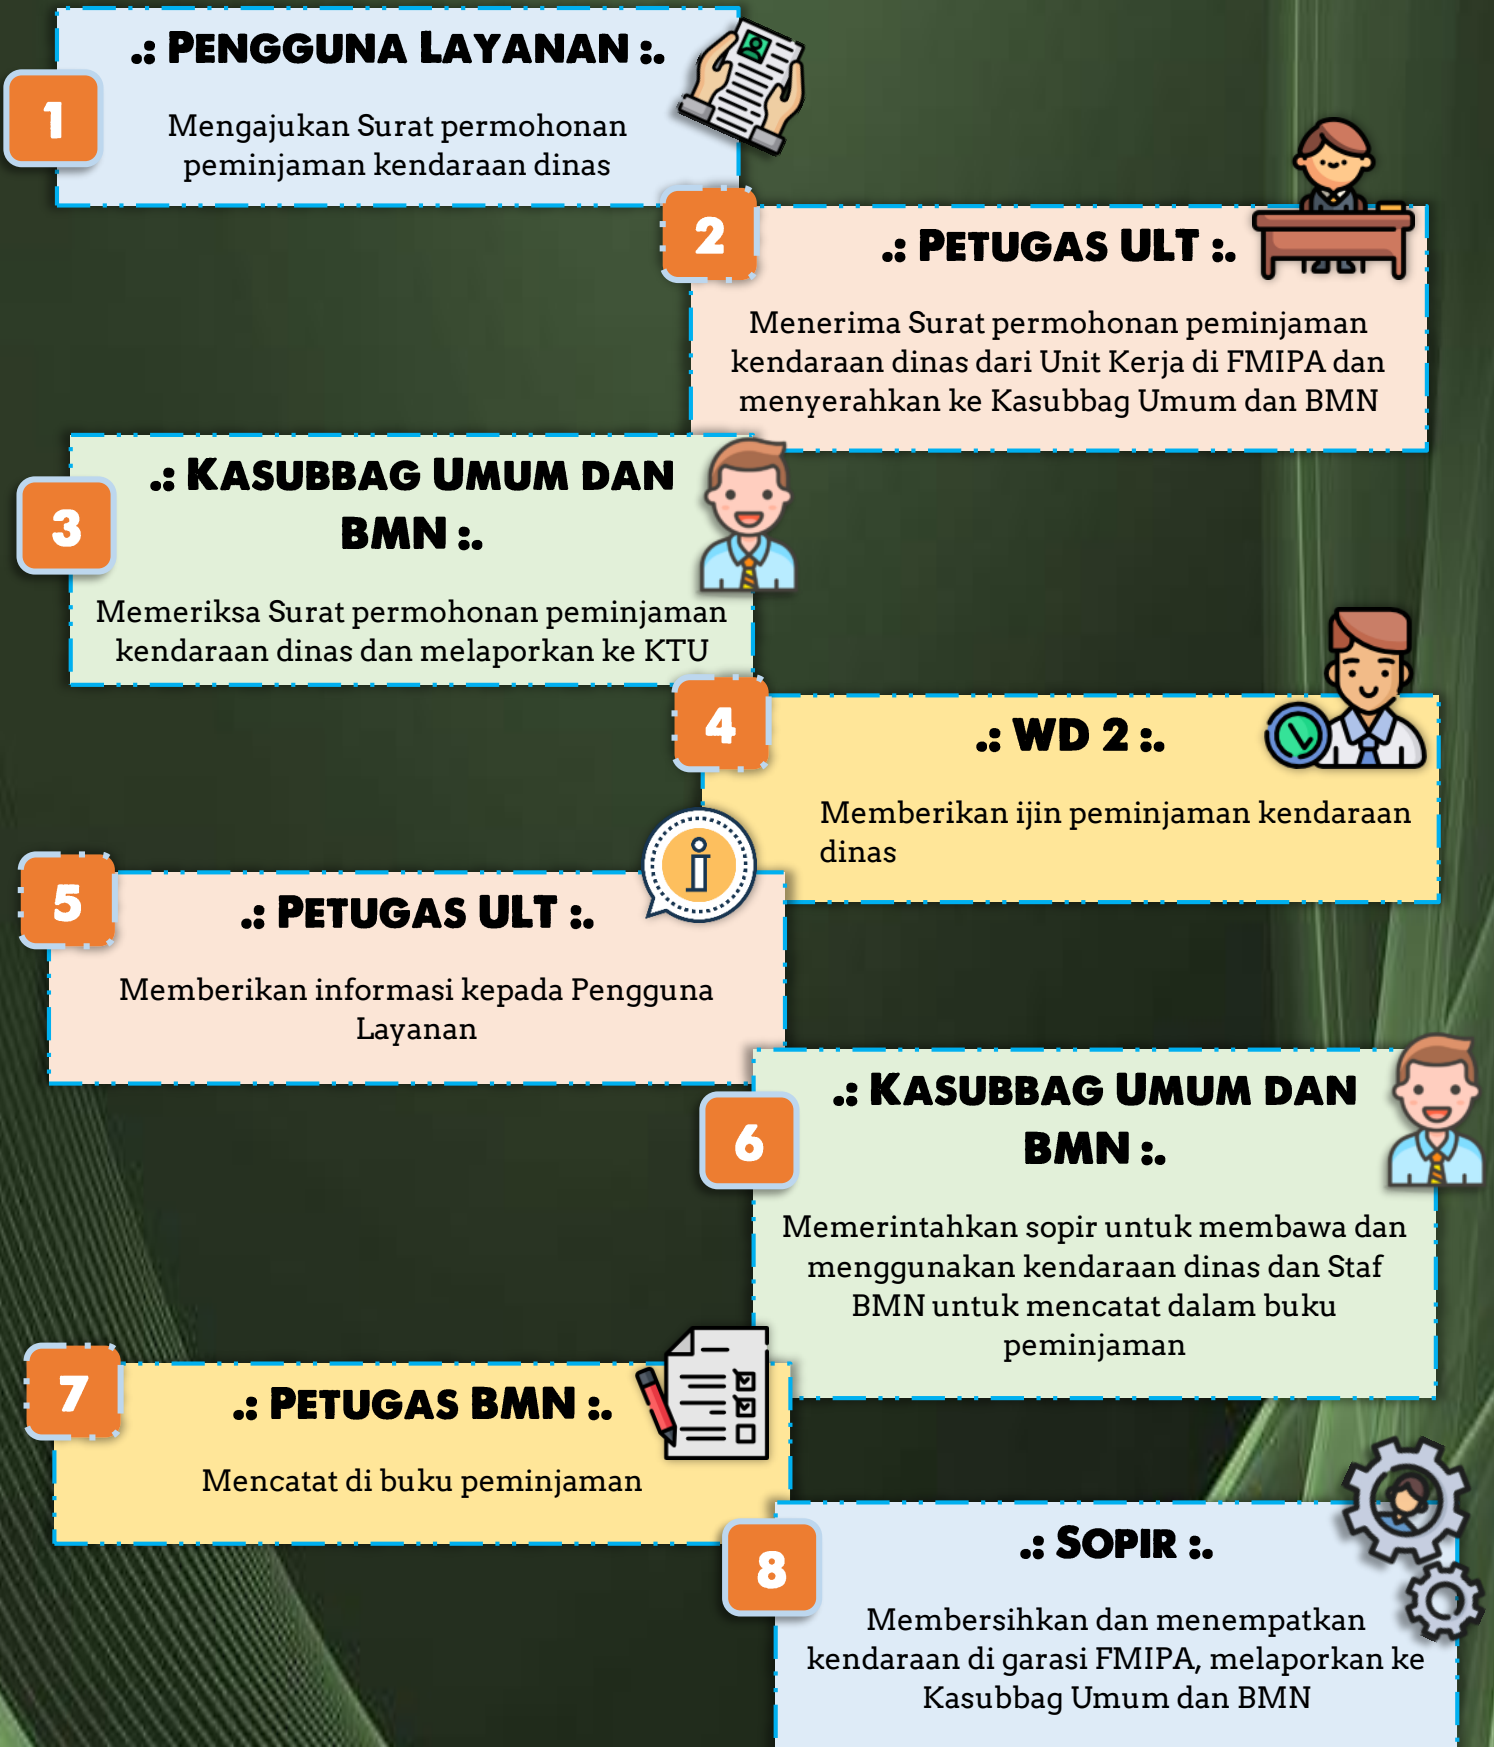 1
.: Pengguna Layanan :.
Mengajukan Surat permohonan
peminjaman kendaraan dinas
2
.: Petugas ULT :.
Menerima Surat permohonan peminjaman
kendaraan dinas dari Unit Kerja di FMIPA dan
menyerahkan ke Kasubbag Umum dan BMN
3
.: Kasubbag Umum dan
BMN :.
Memeriksa Surat permohonan peminjaman
kendaraan dinas dan melaporkan ke KTU
4
.: WD 2 :.
Memberikan ijin peminjaman kendaraan
dinas
5
.: Petugas ULT :.
Memberikan informasi kepada Pengguna
Layanan
6
.: Kasubbag Umum dan
BMN :.
Memerintahkan sopir untuk membawa dan
menggunakan kendaraan dinas dan Staf
BMN untuk mencatat dalam buku
peminjaman
7
.: Petugas BMN :.
Mencatat di buku peminjaman
8
.: Sopir :.
Membersihkan dan menempatkan
kendaraan di garasi FMIPA, melaporkan ke
Kasubbag Umum dan BMN